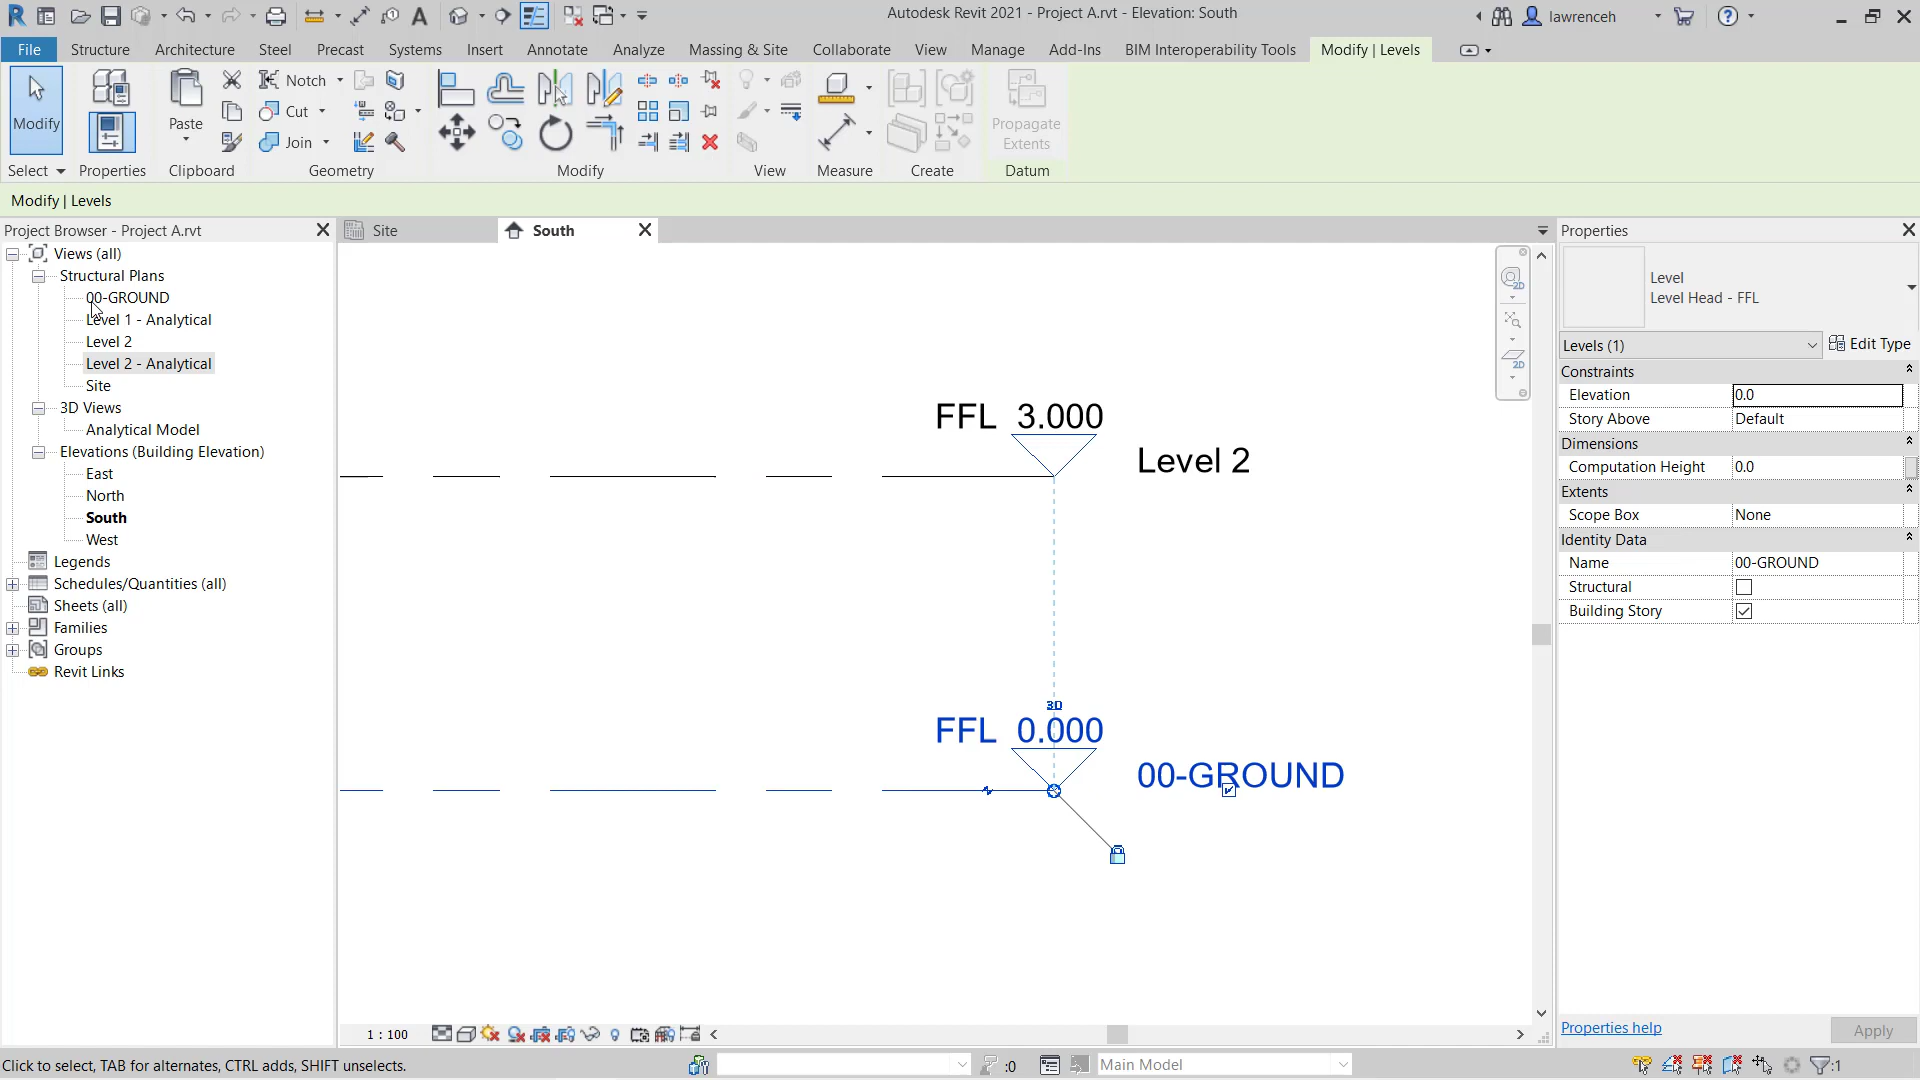 Autodesk Revit 2021 - Project A.rvt - Elevation: South
lawrenceh
File Structure Architecture Steel Precast Systems Insert Annotate Analyze Massing & Site Collaborate View Manage Add-Ins BIM Interoperability Tools Modify | Levels
Notch
Cut
Join
Modify
Paste
Propagate
Extents
Select Properties Clipboard Geometry Modify View Measure Create Datum
Modify | Levels
Project Browser - Project A.rvt
Views (all)
Structural Plans
00-GROUND
Level 1 - Analytical
Level 2
Level 2 - Analytical
Site
3D Views
Analytical Model
Elevations (Building Elevation)
East
North
South
West
Legends
Schedules/Quantities (all)
Sheets (all)
Families
Groups
Revit Links
Site
South
FFL 3.000
Level 2
3D
FFL 0.000
00-GROUND
2D
2D
1 : 100
Properties
Level
Level Head - FFL
Levels (1)
Edit Type
Constraints
Elevation 0.0
Story Above Default
Dimensions
Computation Height 0.0
Extents
Scope Box None
Identity Data
Name 00-GROUND
Structural
Building Story
Properties help
Apply
Click to select, TAB for alternates, CTRL adds, SHIFT unselects.
:0
Main Model
:1